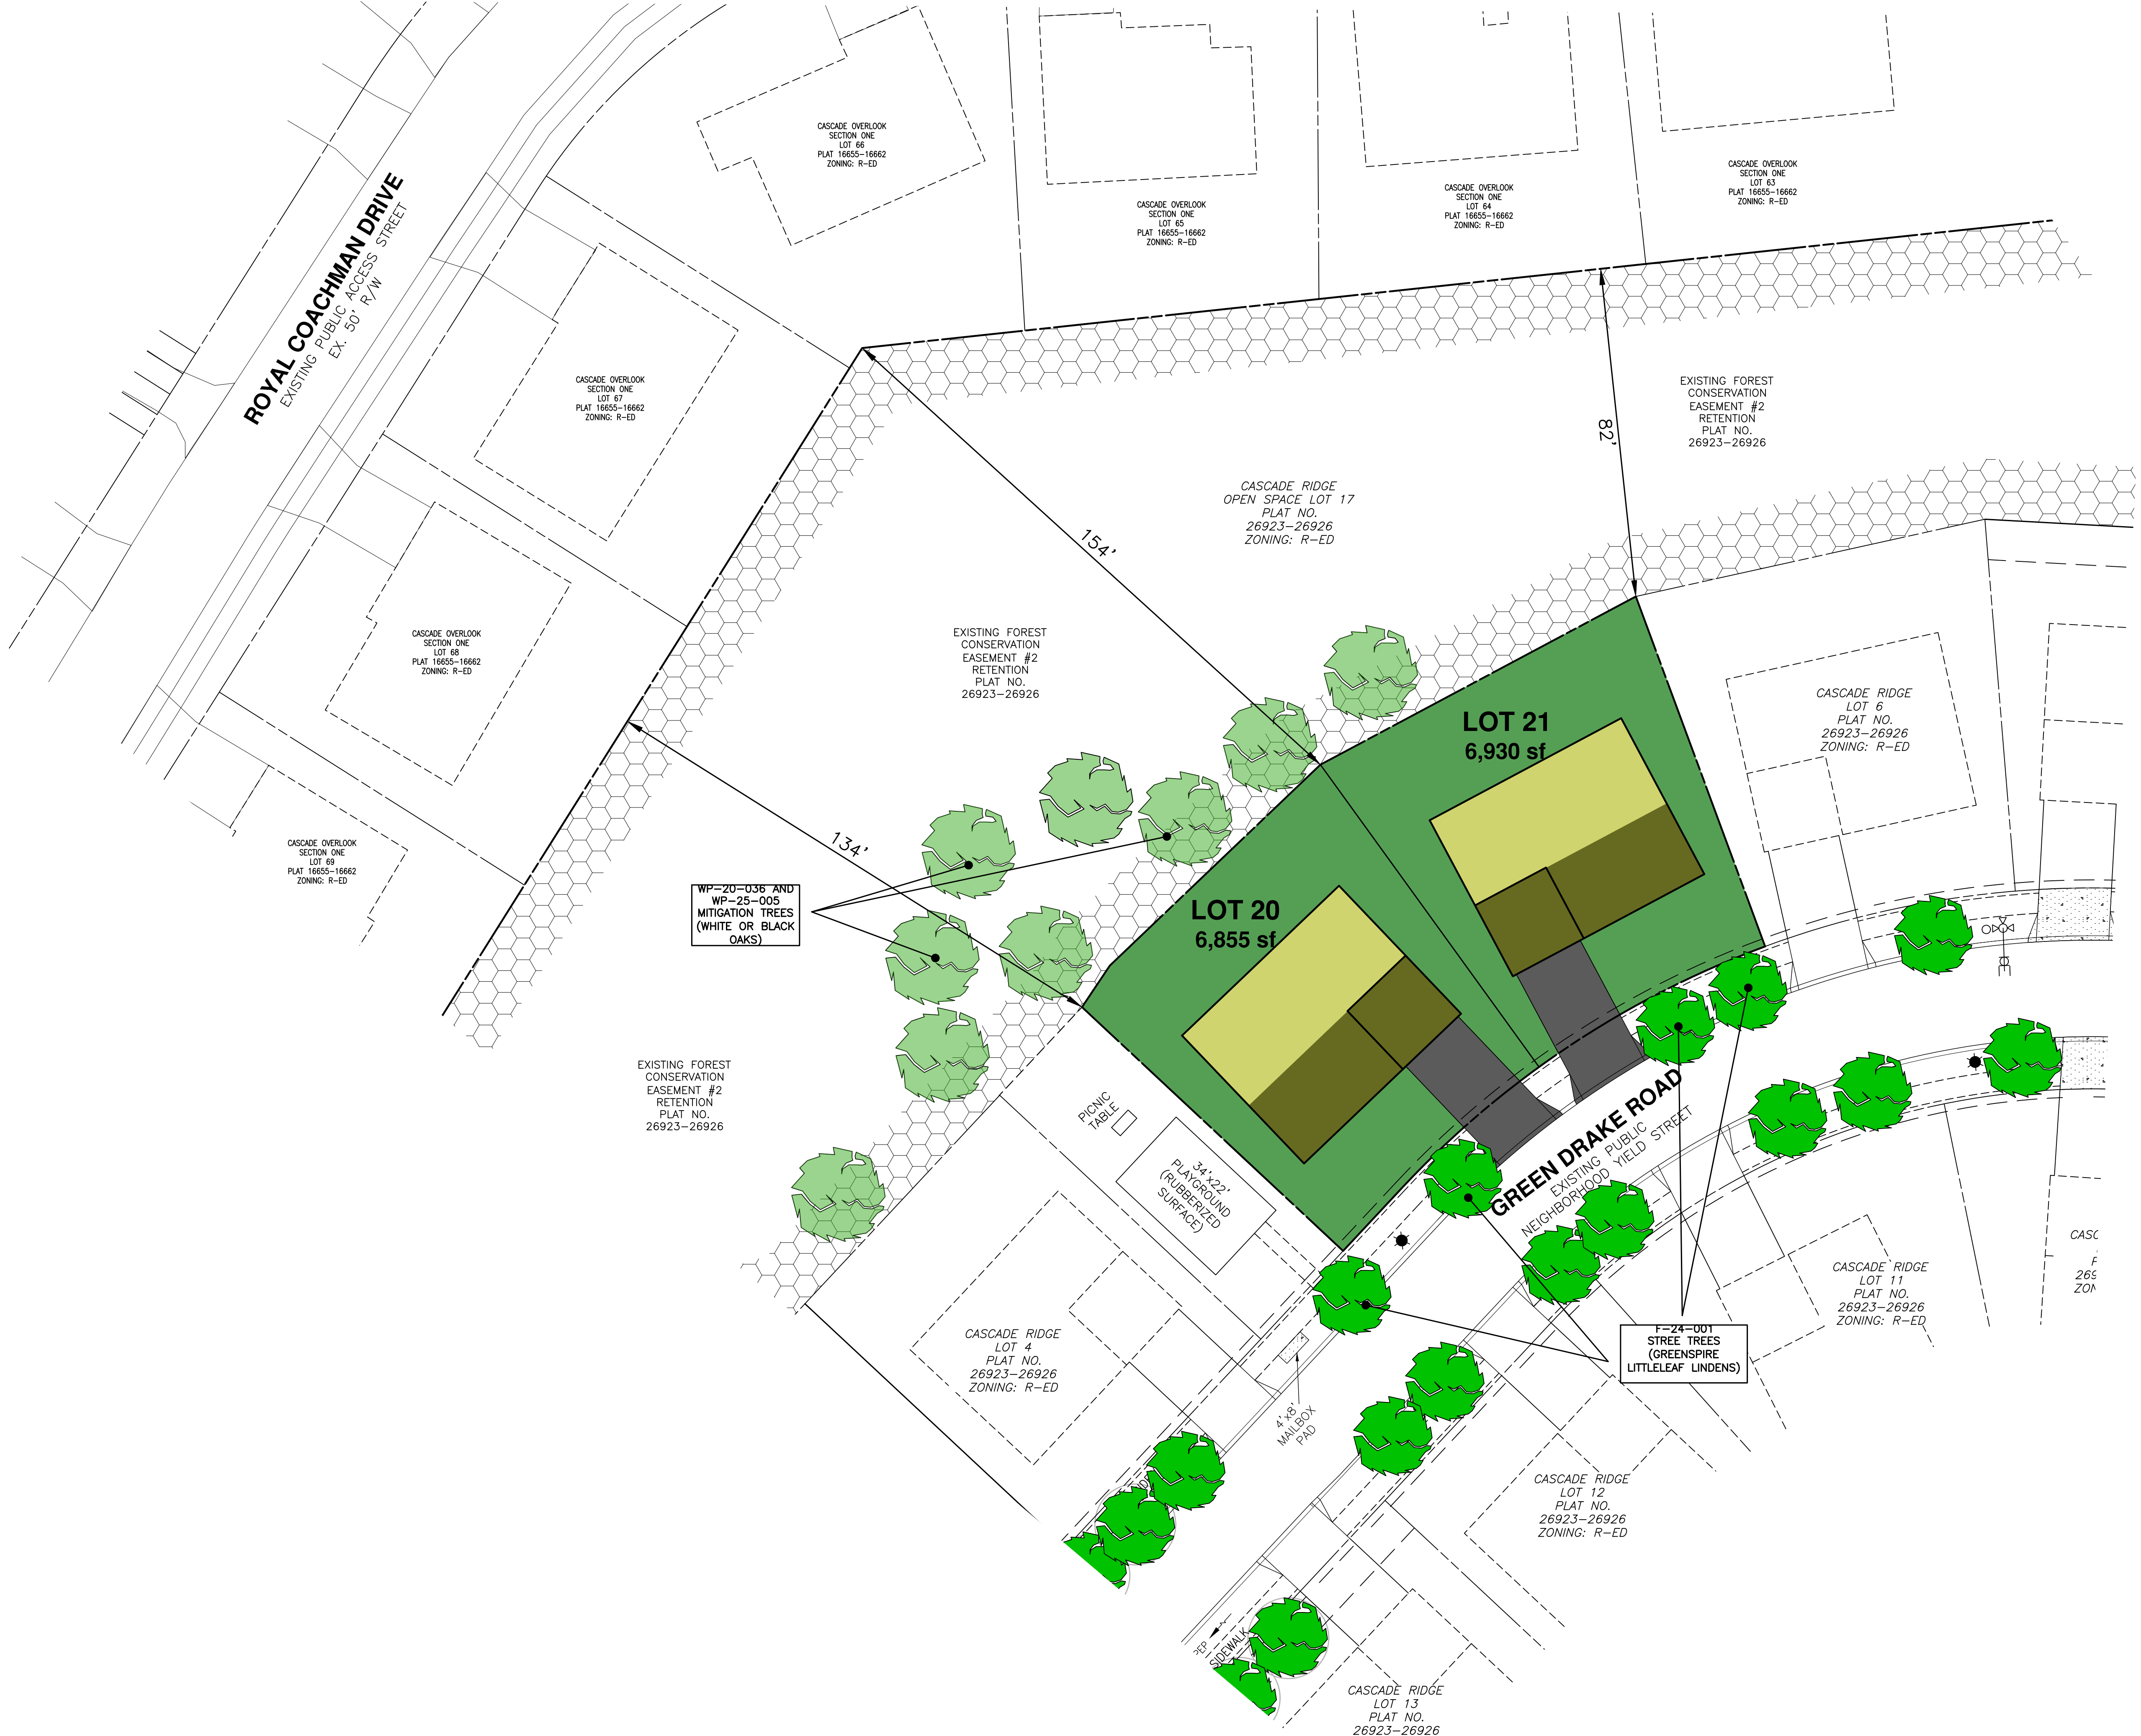 CASCADE OVERLOOK
SECTION ONE
LOT 66
PLAT 16655-16662
ZONING: R-ED
CASCADE OVERLOOK
SECTION ONE
LOT 65
PLAT 16655-16662
ZONING: R-ED
CASCADE OVERLOOK
SECTION ONE
LOT 64
PLAT 16655-16662
ZONING: R-ED
CASCADE OVERLOOK
SECTION ONE
LOT 63
PLAT 16655-16662
ZONING: R-ED
ROYAL COACHMAN DRIVE
EXISTING PUBLIC ACCESS STREET
EX. 50' R/W
CASCADE OVERLOOK
SECTION ONE
LOT 67
PLAT 16655-16662
ZONING: R-ED
EXISTING FOREST
CONSERVATION
EASEMENT #2
RETENTION
PLAT NO.
26923-26926
82'
CASCADE RIDGE
OPEN SPACE LOT 17
PLAT NO.
26923-26926
ZONING: R-ED
154'
CASCADE OVERLOOK
SECTION ONE
LOT 68
PLAT 16655-16662
ZONING: R-ED
EXISTING FOREST
CONSERVATION
EASEMENT #2
RETENTION
PLAT NO.
26923-26926
LOT 21
6,930 sf
CASCADE RIDGE
LOT 6
PLAT NO.
26923-26926
ZONING: R-ED
CASCADE OVERLOOK
SECTION ONE
LOT 69
PLAT 16655-16662
ZONING: R-ED
134'
WP-20-036 AND
WP-25-005
MITIGATION TREES
(WHITE OR BLACK
OAKS)
LOT 20
6,855 sf
EXISTING FOREST
CONSERVATION
EASEMENT #2
RETENTION
PLAT NO.
26923-26926
PICNIC
TABLE
34'x22'
PLAYGROUND
(RUBBERIZED
SURFACE)
GREEN DRAKE ROAD
EXISTING PUBLIC
NEIGHBORHOOD YIELD STREET
CASCADE RIDGE
LOT 11
PLAT NO.
26923-26926
ZONING: R-ED
CASC
P
269
ZON
F-24-001
STREE TREES
(GREENSPIRE
LITTLELEAF LINDENS)
CASCADE RIDGE
LOT 4
PLAT NO.
26923-26926
ZONING: R-ED
4'x8'
MAILBOX
PAD
CASCADE RIDGE
LOT 12
PLAT NO.
26923-26926
ZONING: R-ED
SIDEWALK
CASCADE RIDGE
LOT 13
PLAT NO.
26923-26926